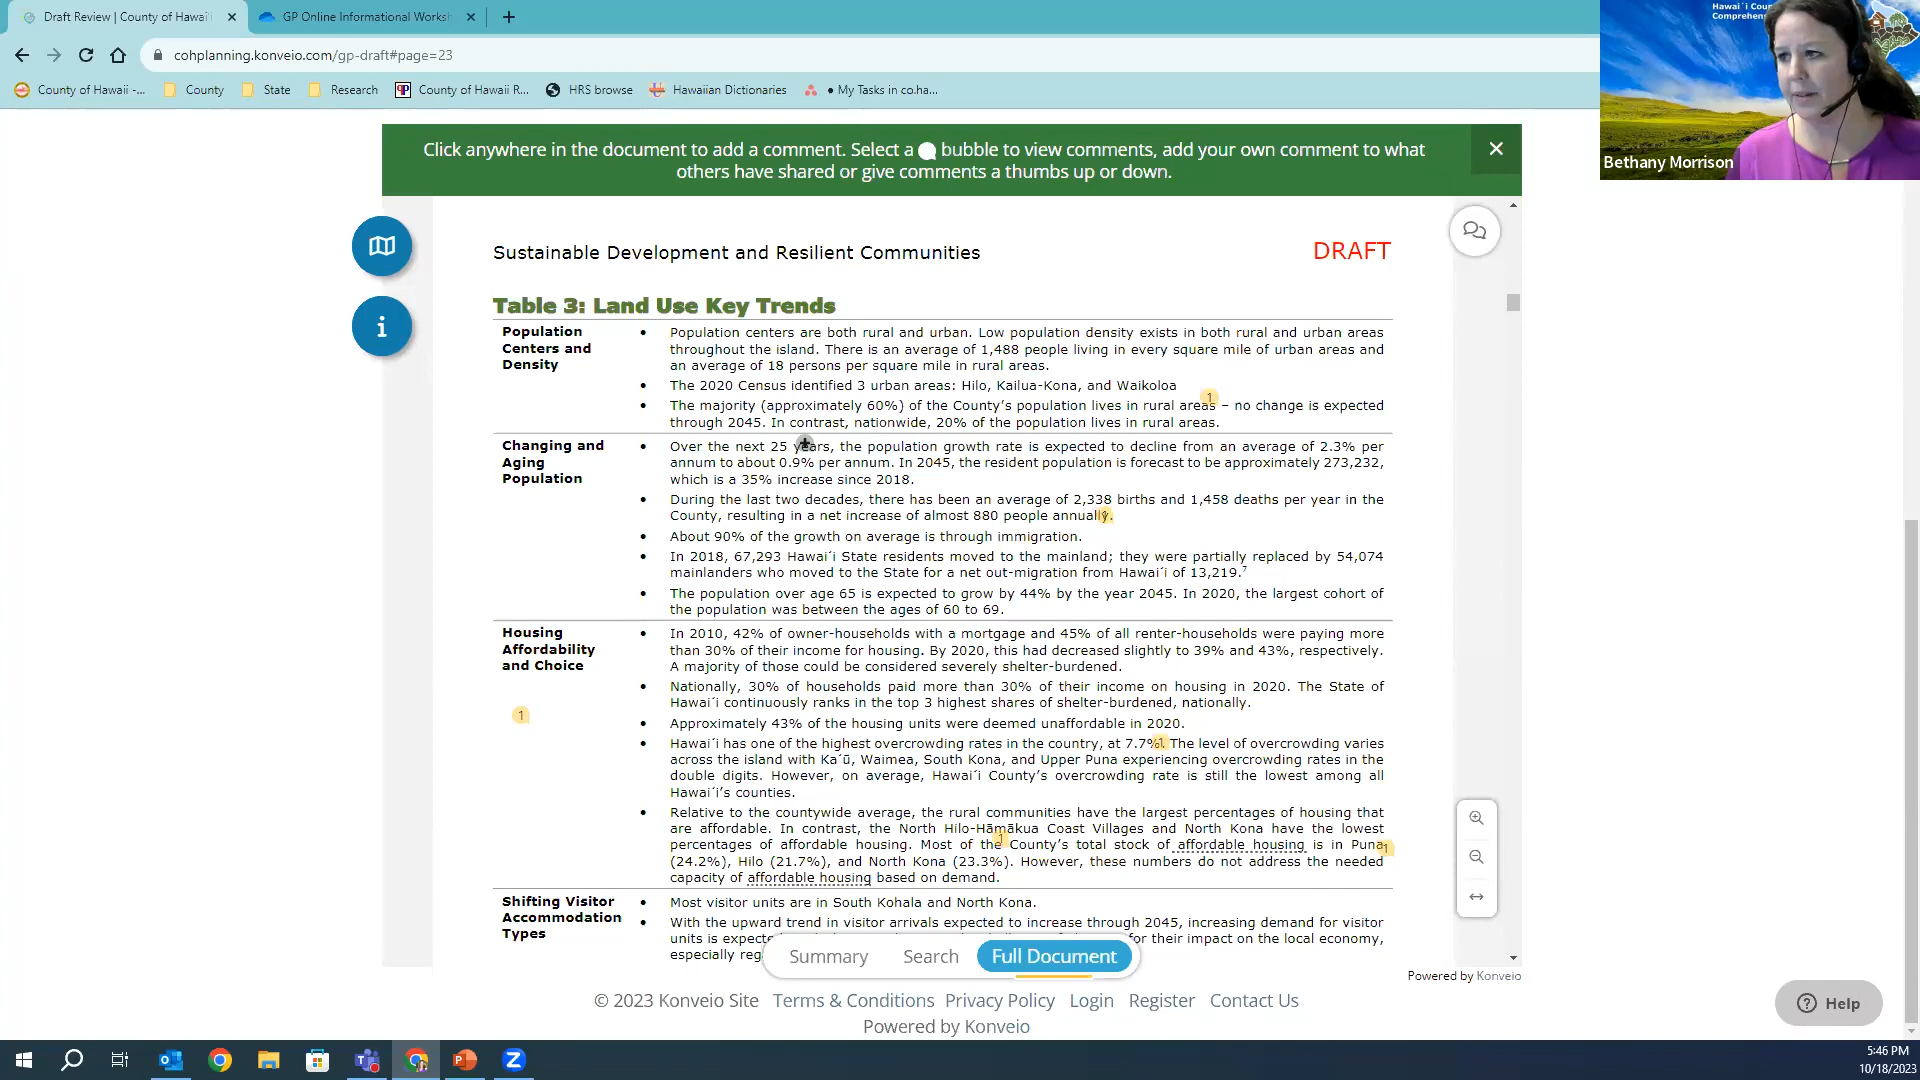 Draft Review | County of Hawai'i
GP Online Informational Worksh
cohplanning.konveio.com/gp-draft#page=23
County of Hawaii -...
County
State
Research
County of Hawaii R...
HRS browse
Hawaiian Dictionaries
● My Tasks in co.ha...
Hawai´i Cou
Comprehen
Bethany Morrison
Click anywhere in the document to add a comment. Select a bubble to view comments, add your own comment to what
others have shared or give comments a thumbs up or down.
Sustainable Development and Resilient Communities
DRAFT
Table 3: Land Use Key Trends
Population
Centers and
Density
• Population centers are both rural and urban. Low population density exists in both rural and urban areas
throughout the island. There is an average of 1,488 people living in every square mile of urban areas and
an average of 18 persons per square mile in rural areas.
• The 2020 Census identified 3 urban areas: Hilo, Kailua-Kona, and Waikoloa
1
• The majority (approximately 60%) of the County's population lives in rural areas – no change is expected
through 2045. In contrast, nationwide, 20% of the population lives in rural areas.
Changing and
Aging
Population
• Over the next 25 years, the population growth rate is expected to decline from an average of 2.3% per
annum to about 0.9% per annum. In 2045, the resident population is forecast to be approximately 273,232,
which is a 35% increase since 2018.
• During the last two decades, there has been an average of 2,338 births and 1,458 deaths per year in the
County, resulting in a net increase of almost 880 people annually.
• About 90% of the growth on average is through immigration.
• In 2018, 67,293 Hawai´i State residents moved to the mainland; they were partially replaced by 54,074
mainlanders who moved to the State for a net out-migration from Hawai´i of 13,219.7
• The population over age 65 is expected to grow by 44% by the year 2045. In 2020, the largest cohort of
the population was between the ages of 60 to 69.
Housing
Affordability
and Choice
1
• In 2010, 42% of owner-households with a mortgage and 45% of all renter-households were paying more
than 30% of their income for housing. By 2020, this had decreased slightly to 39% and 43%, respectively.
A majority of those could be considered severely shelter-burdened.
• Nationally, 30% of households paid more than 30% of their income on housing in 2020. The State of
Hawai´i continuously ranks in the top 3 highest shares of shelter-burdened, nationally.
• Approximately 43% of the housing units were deemed unaffordable in 2020.
• Hawai´i has one of the highest overcrowding rates in the country, at 7.7%. The level of overcrowding varies
across the island with Ka´ū, Waimea, South Kona, and Upper Puna experiencing overcrowding rates in the
double digits. However, on average, Hawai´i County's overcrowding rate is still the lowest among all
Hawai´i's counties.
• Relative to the countywide average, the rural communities have the largest percentages of housing that
are affordable. In contrast, the North Hilo-Hāmākua Coast Villages and North Kona have the lowest
1
percentages of affordable housing. Most of the County's total stock of affordable housing is in Puna
1
(24.2%), Hilo (21.7%), and North Kona (23.3%). However, these numbers do not address the needed
capacity of affordable housing based on demand.
Shifting Visitor
Accommodation
Types
• Most visitor units are in South Kohala and North Kona.
• With the upward trend in visitor arrivals expected to increase through 2045, increasing demand for visitor
units is expec for their impact on the local economy,
especially reg
Summary
Search
Full Document
Powered by Konveio
© 2023 Konveio Site Terms & Conditions Privacy Policy Login Register Contact Us
Powered by Konveio
Help
5:46 PM
10/18/2023